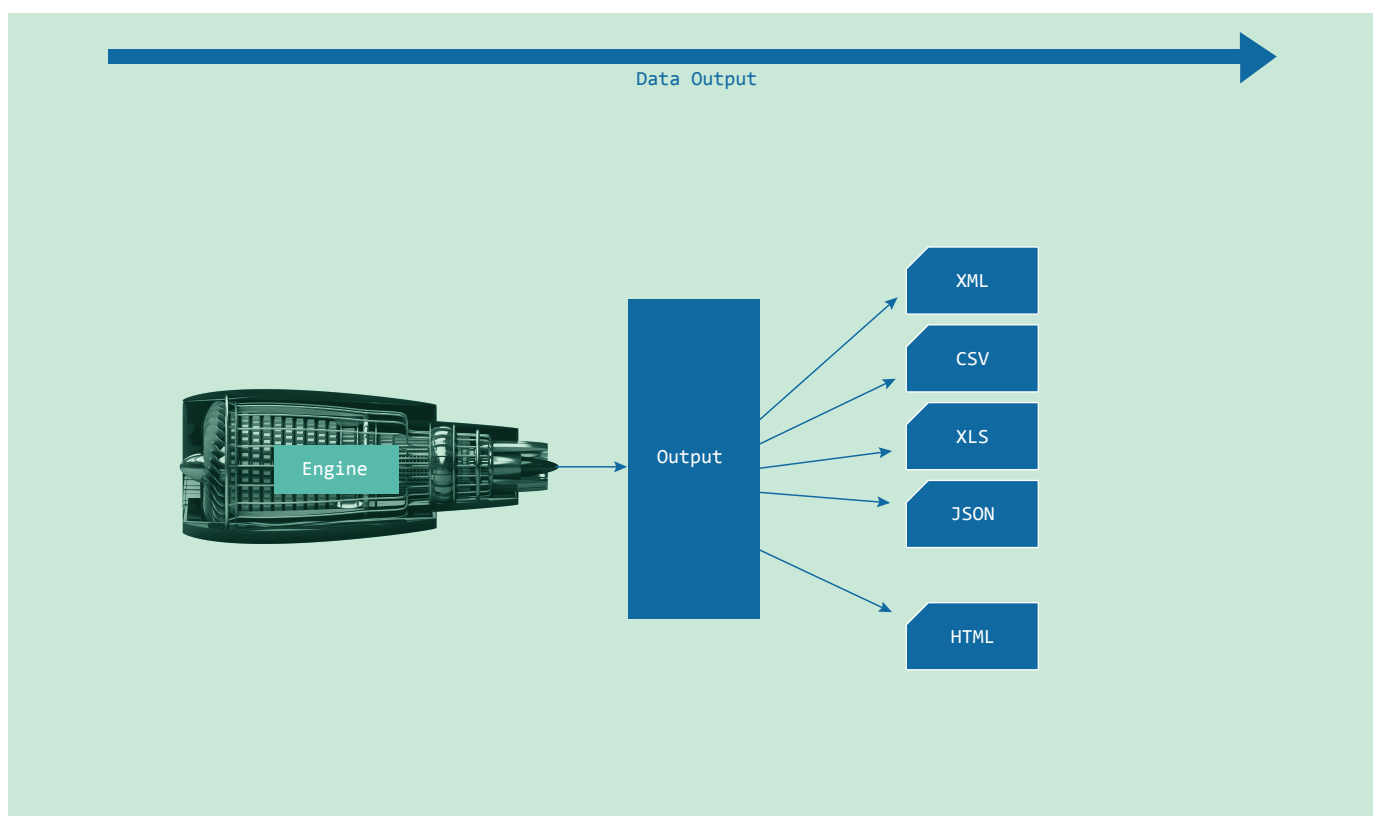 Data Output
XML
CSV
XLS
Output
Engine
JSON
HTML